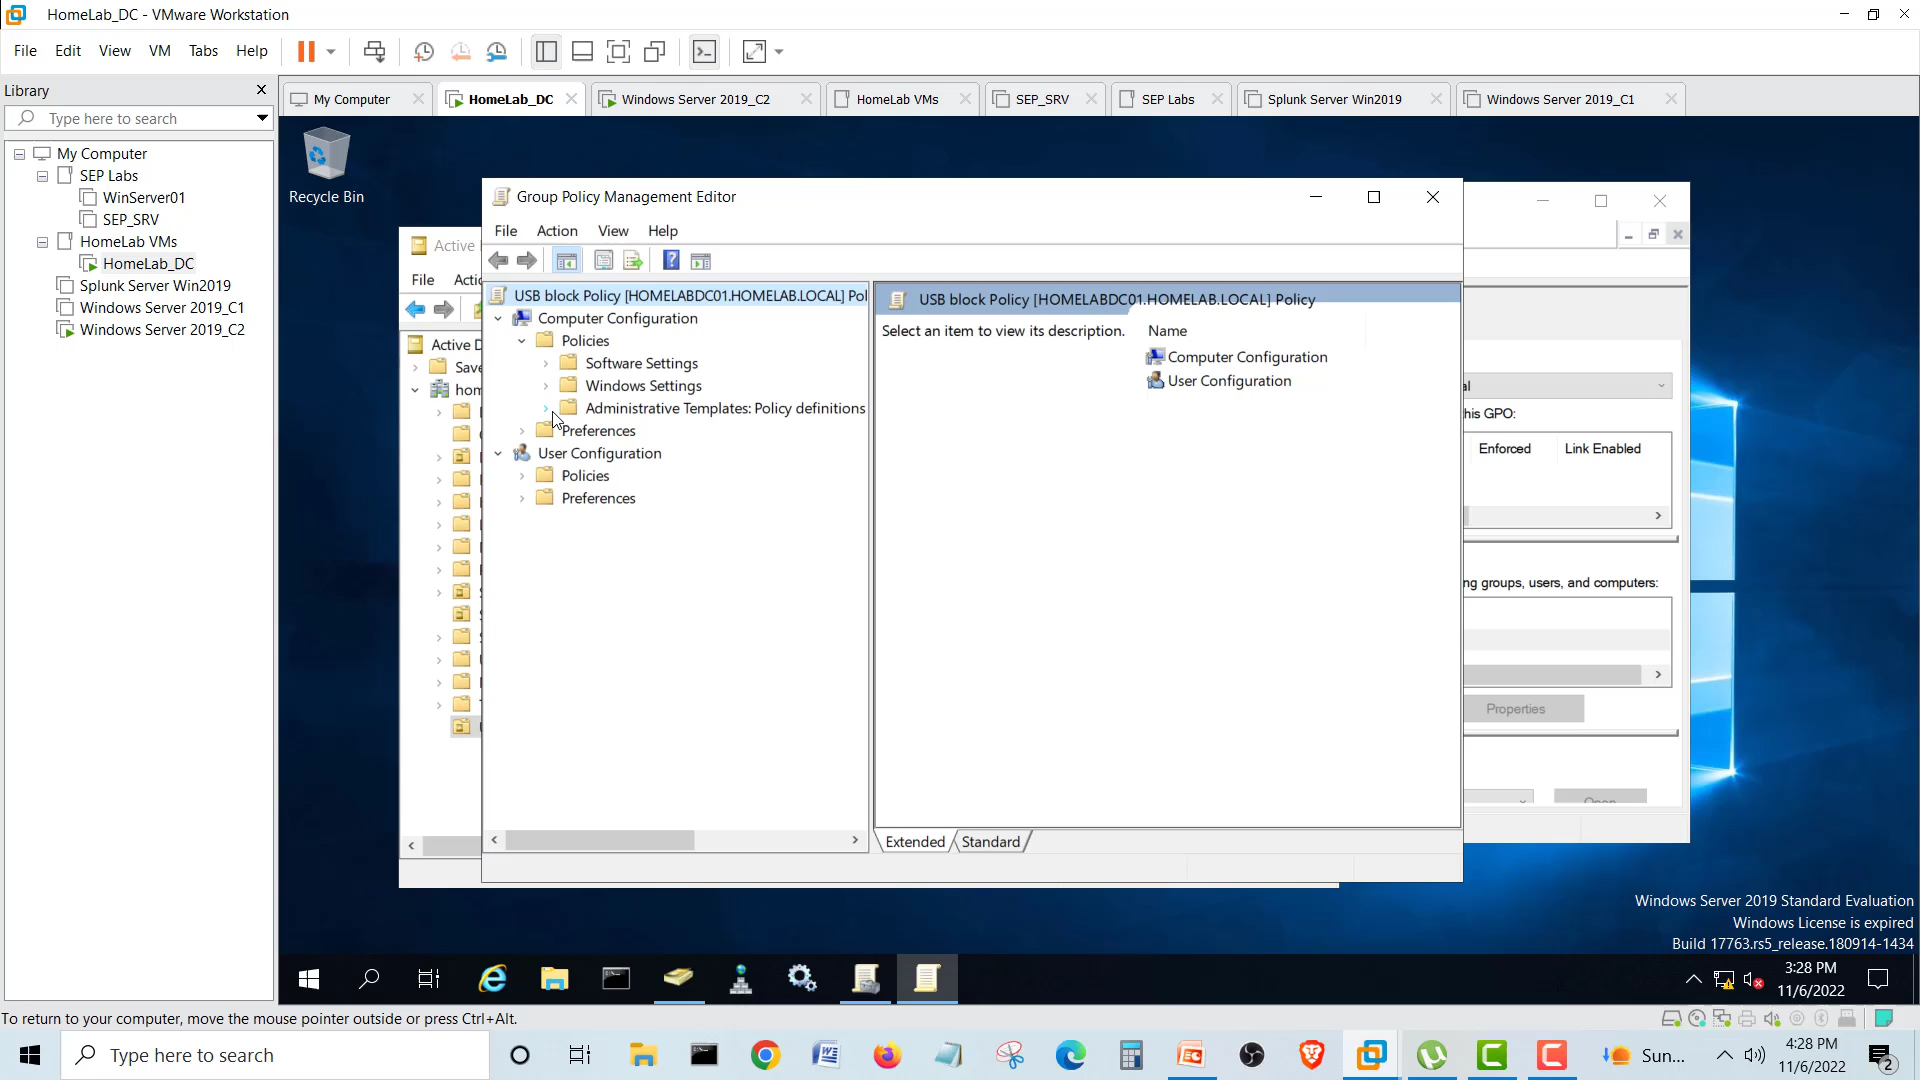 HomeLab_DC - VMware Workstation
File Edit View VM Tabs Help
Library
Type here to search
My Computer
SEP Labs
WinServer01
SEP_SRV
HomeLab VMs
HomeLab_DC
Splunk Server Win2019
Windows Server 2019_C1
Windows Server 2019_C2
My Computer HomeLab_DC Windows Server 2019_C2 HomeLab VMs SEP_SRV SEP Labs Splunk Server Win2019 Windows Server 2019_C1
Recycle Bin
Active
File
Active D
Save
hom
Group Policy Management Editor
File Action View Help
USB block Policy [HOMELABDC01.HOMELAB.LOCAL] Pol
Computer Configuration
Policies
Software Settings
Windows Settings
Administrative Templates: Policy definitions
Preferences
User Configuration
Policies
Preferences
USB block Policy [HOMELABDC01.HOMELAB.LOCAL] Policy
Select an item to view its description.
Name
Computer Configuration
User Configuration
Extended Standard
al
his GPO:
Enforced Link Enabled
ng groups, users, and computers:
Properties
Windows Server 2019 Standard Evaluation
Windows License is expired
Build 17763.rs5_release.180914-1434
3:28 PM
11/6/2022
To return to your computer, move the mouse pointer outside or press Ctrl+Alt.
Type here to search
Sun...
4:28 PM
11/6/2022
2